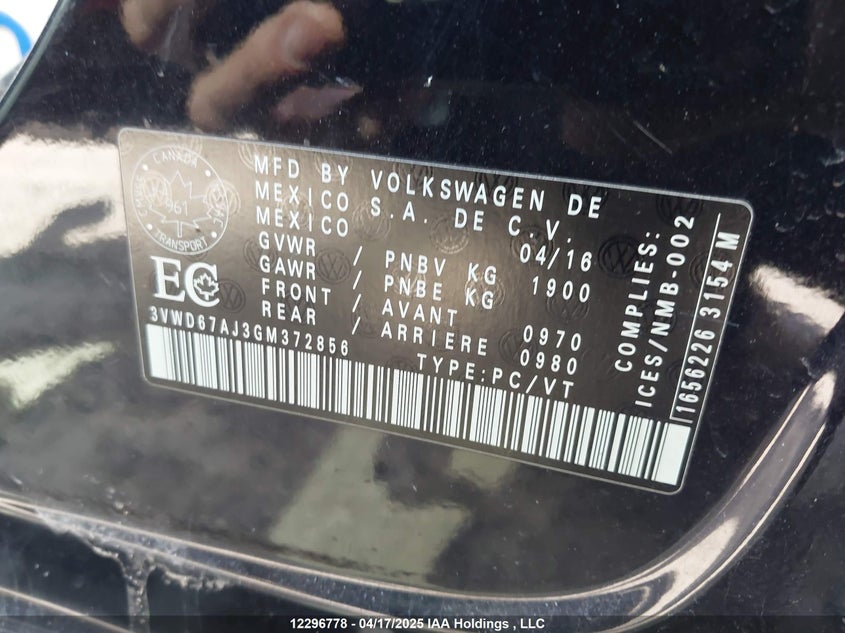 CANADA
961
TRANSPORT
MFD BY VOLKSWAGEN DE
MEXICO S.A. DE C.V.
MEXICO 04/16
GVWR / PNBV KG 1900
GAWR / PNBE KG
FRONT / AVANT 0970
REAR / ARRIERE 0980
3VWD67AJ3GM372856
TYPE:PC/VT
EC
COMPLIES:
ICES/NMB-002
1656226 3154 M
12296778 - 04/17/2025 IAA Holdings , LLC